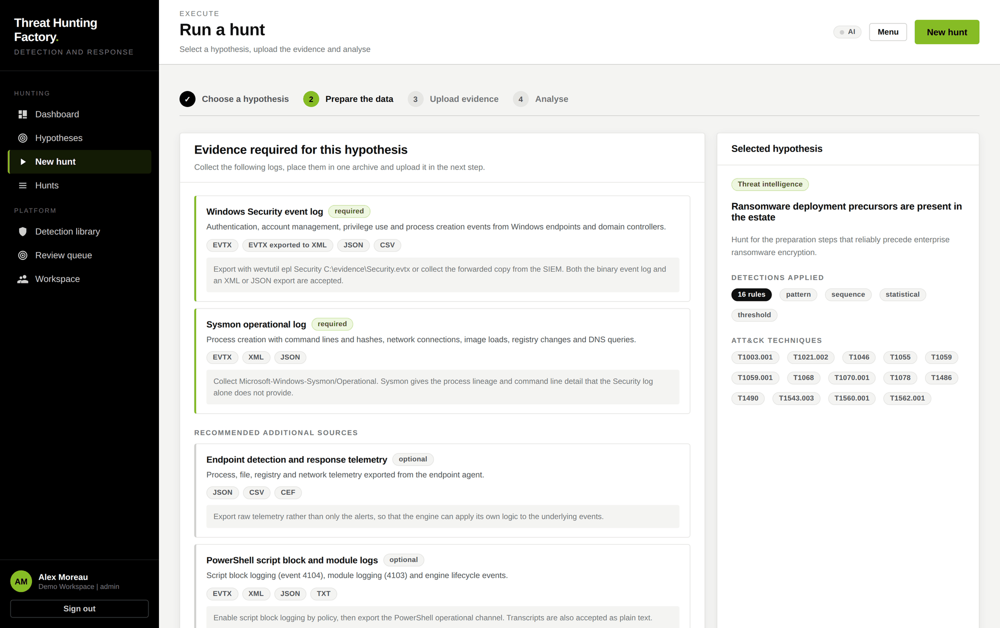 Threat Hunting
Factory.
DETECTION AND RESPONSE
HUNTING
Dashboard
Hypotheses
New hunt
Hunts
PLATFORM
Detection library
Review queue
Workspace
AM
Alex Moreau
Demo Workspace | admin
Sign out
EXECUTE
Run a hunt
Select a hypothesis, upload the evidence and analyse
AI
Menu
New hunt
✓ Choose a hypothesis
2 Prepare the data
3 Upload evidence
4 Analyse
Evidence required for this hypothesis
Collect the following logs, place them in one archive and upload it in the next step.
Windows Security event log required
Authentication, account management, privilege use and process creation events from Windows endpoints and domain controllers.
EVTX EVTX exported to XML JSON CSV
Export with wevtutil epl Security C:\evidence\Security.evtx or collect the forwarded copy from the SIEM. Both the binary event log and
an XML or JSON export are accepted.
Sysmon operational log required
Process creation with command lines and hashes, network connections, image loads, registry changes and DNS queries.
EVTX XML JSON
Collect Microsoft-Windows-Sysmon/Operational. Sysmon gives the process lineage and command line detail that the Security log
alone does not provide.
RECOMMENDED ADDITIONAL SOURCES
Endpoint detection and response telemetry optional
Process, file, registry and network telemetry exported from the endpoint agent.
JSON CSV CEF
Export raw telemetry rather than only the alerts, so that the engine can apply its own logic to the underlying events.
PowerShell script block and module logs optional
Script block logging (event 4104), module logging (4103) and engine lifecycle events.
EVTX XML JSON TXT
Enable script block logging by policy, then export the PowerShell operational channel. Transcripts are also accepted as plain text.
Selected hypothesis
Threat intelligence
Ransomware deployment precursors are present in
the estate
Hunt for the preparation steps that reliably precede enterprise
ransomware encryption.
DETECTIONS APPLIED
16 rules pattern sequence statistical
threshold
ATT&CK TECHNIQUES
T1003.001 T1021.002 T1046 T1055 T1059
T1059.001 T1068 T1070.001 T1078 T1486
T1490 T1543.003 T1560.001 T1562.001